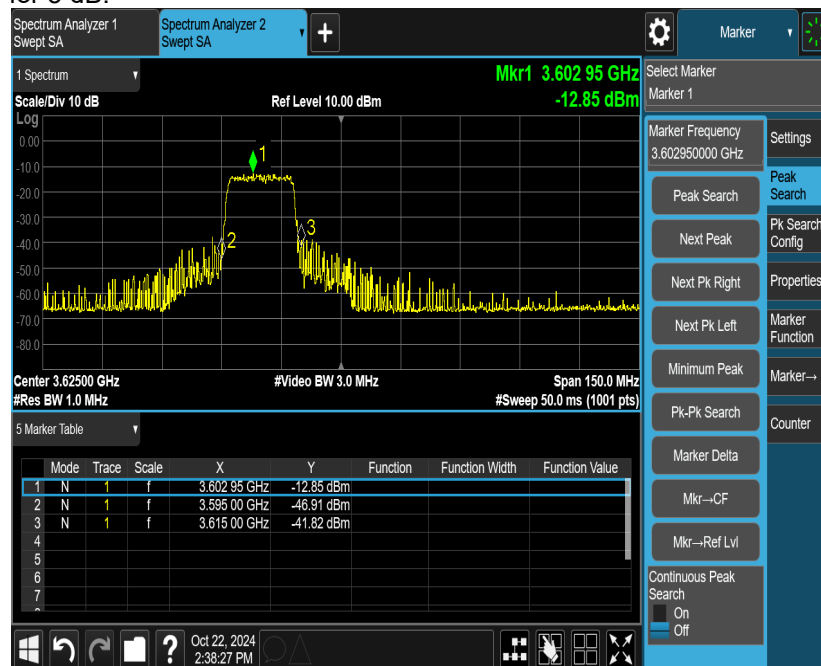 for 3 dB.
Spectrum Analyzer 1
Swept SA
Spectrum Analyzer 2
Swept SA
Marker
1 Spectrum
Mkr1 3.602 95 GHz
Scale/Div 10 dB
Ref Level 10.00 dBm
-12.85 dBm
Log
0.00
-10.0
-20.0
-30.0
-40.0
-50.0
-60.0
-70.0
-80.0
1
2
3
Center 3.62500 GHz
#Video BW 3.0 MHz
Span 150.0 MHz
#Res BW 1.0 MHz
#Sweep 50.0 ms (1001 pts)
5 Marker Table
Mode Trace Scale X Y Function Function Width Function Value
1 N 1 f 3.602 95 GHz -12.85 dBm
2 N 1 f 3.595 00 GHz -46.91 dBm
3 N 1 f 3.615 00 GHz -41.82 dBm
4
5
6
7
Select Marker
Marker 1
Marker Frequency
3.602950000 GHz
Peak Search
Next Peak
Next Pk Right
Next Pk Left
Minimum Peak
Pk-Pk Search
Marker Delta
Mkr→CF
Mkr→Ref Lvl
Continuous Peak
Search
On
Off
Settings
Peak
Search
Pk Search
Config
Properties
Marker
Function
Marker→
Counter
Oct 22, 2024
2:38:27 PM